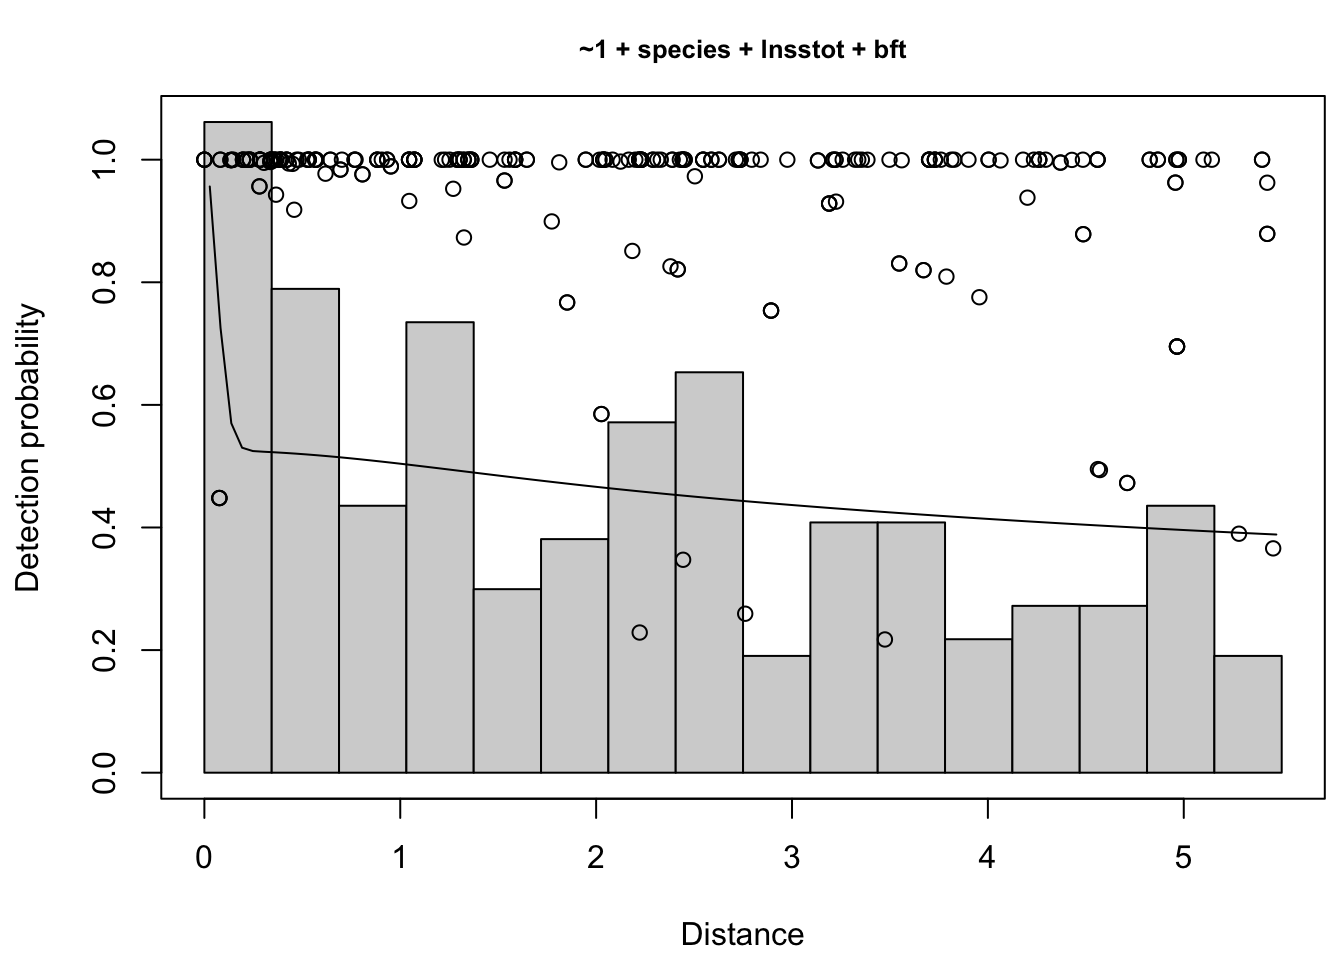 ~1 + species + lnsstot + bft
Detection probability
1.0
0.8
0.6
0.4
0.2
0.0
0 1 2 3 4 5
Distance